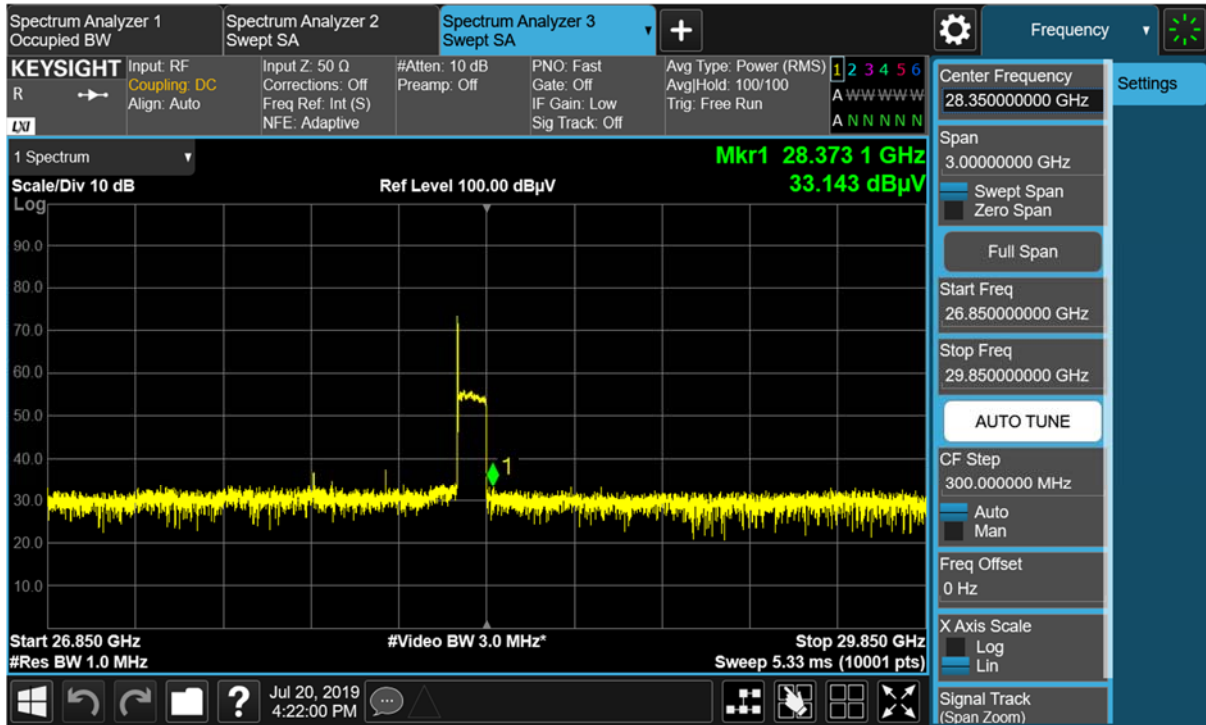 Spectrum Analyzer 1
Occupied BW
Spectrum Analyzer 2
Swept SA
Spectrum Analyzer 3
Swept SA
Frequency
KEYSIGHT
R
LXI
Input: RF
Coupling: DC
Align: Auto
Input Z: 50 Ω
Corrections: Off
Freq Ref: Int (S)
NFE: Adaptive
#Atten: 10 dB
Preamp: Off
PNO: Fast
Gate: Off
IF Gain: Low
Sig Track: Off
Avg Type: Power (RMS)
Avg|Hold: 100/100
Trig: Free Run
1 2 3 4 5 6
A W W W W W
A N N N N N
1 Spectrum
Scale/Div 10 dB
Ref Level 100.00 dBµV
Mkr1 28.373 1 GHz
33.143 dBµV
Log
90.0
80.0
70.0
60.0
50.0
40.0
30.0
20.0
10.0
1
Start 26.850 GHz
#Res BW 1.0 MHz
#Video BW 3.0 MHz*
Stop 29.850 GHz
Sweep 5.33 ms (10001 pts)
Jul 20, 2019
4:22:00 PM
Center Frequency
28.350000000 GHz
Settings
Span
3.00000000 GHz
Swept Span
Zero Span
Full Span
Start Freq
26.850000000 GHz
Stop Freq
29.850000000 GHz
AUTO TUNE
CF Step
300.000000 MHz
Auto
Man
Freq Offset
0 Hz
X Axis Scale
Log
Lin
Signal Track
(Span Zoom)